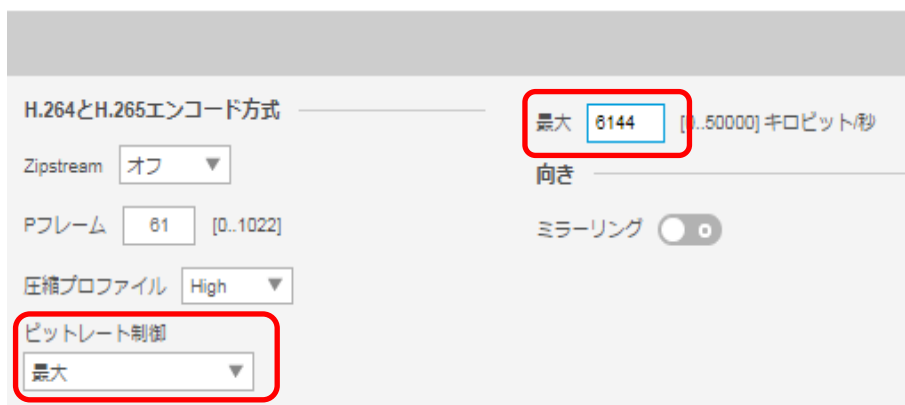 H.264とH.265エンコード方式
Zipstream オフ
Pフレーム 61 [0..1022]
圧縮プロファイル High
ビットレート制御
最大
最大 6144 [0..50000] キロビット/秒
向き
ミラーリング